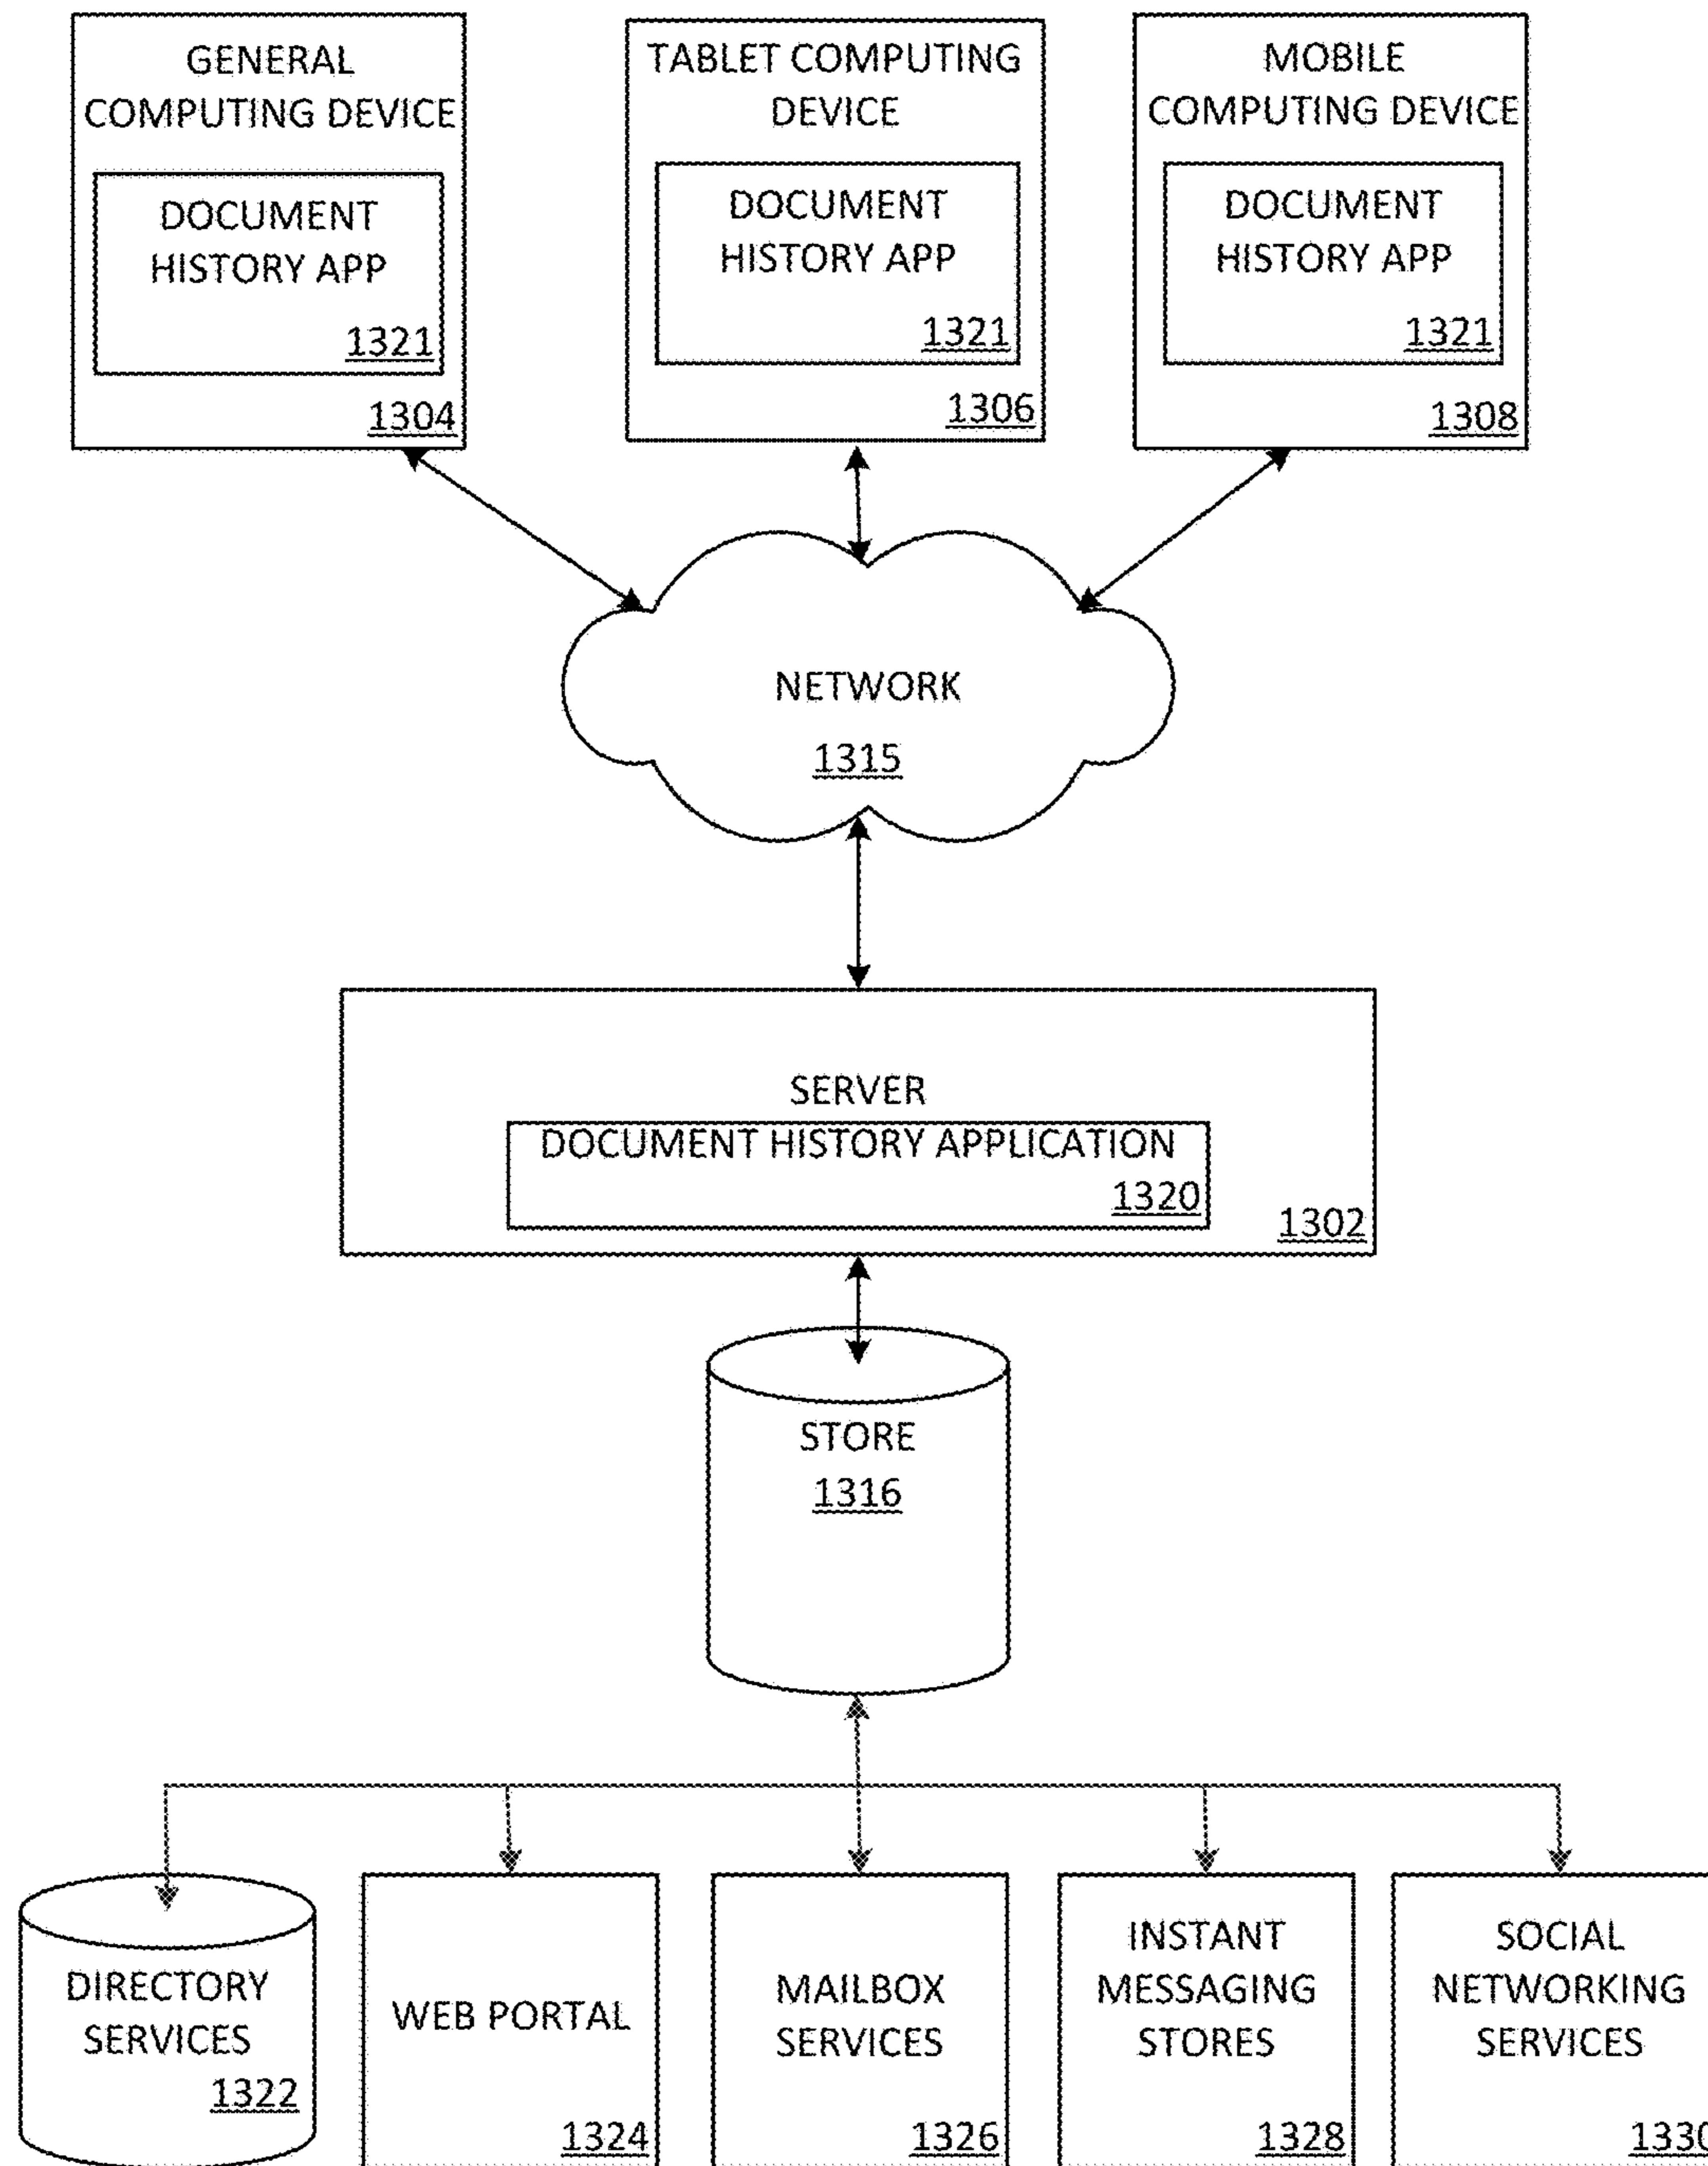 GENERAL
COMPUTING DEVICE
DOCUMENT
HISTORY APP
1321
1304
TABLET COMPUTING
DEVICE
DOCUMENT
HISTORY APP
1321
1306
MOBILE
COMPUTING DEVICE
DOCUMENT
HISTORY APP
1321
1308
NETWORK
1315
SERVER
DOCUMENT HISTORY APPLICATION
1320
1302
STORE
1316
DIRECTORY
SERVICES
1322
WEB PORTAL
1324
MAILBOX
SERVICES
1326
INSTANT
MESSAGING
STORES
1328
SOCIAL
NETWORKING
SERVICES
1330